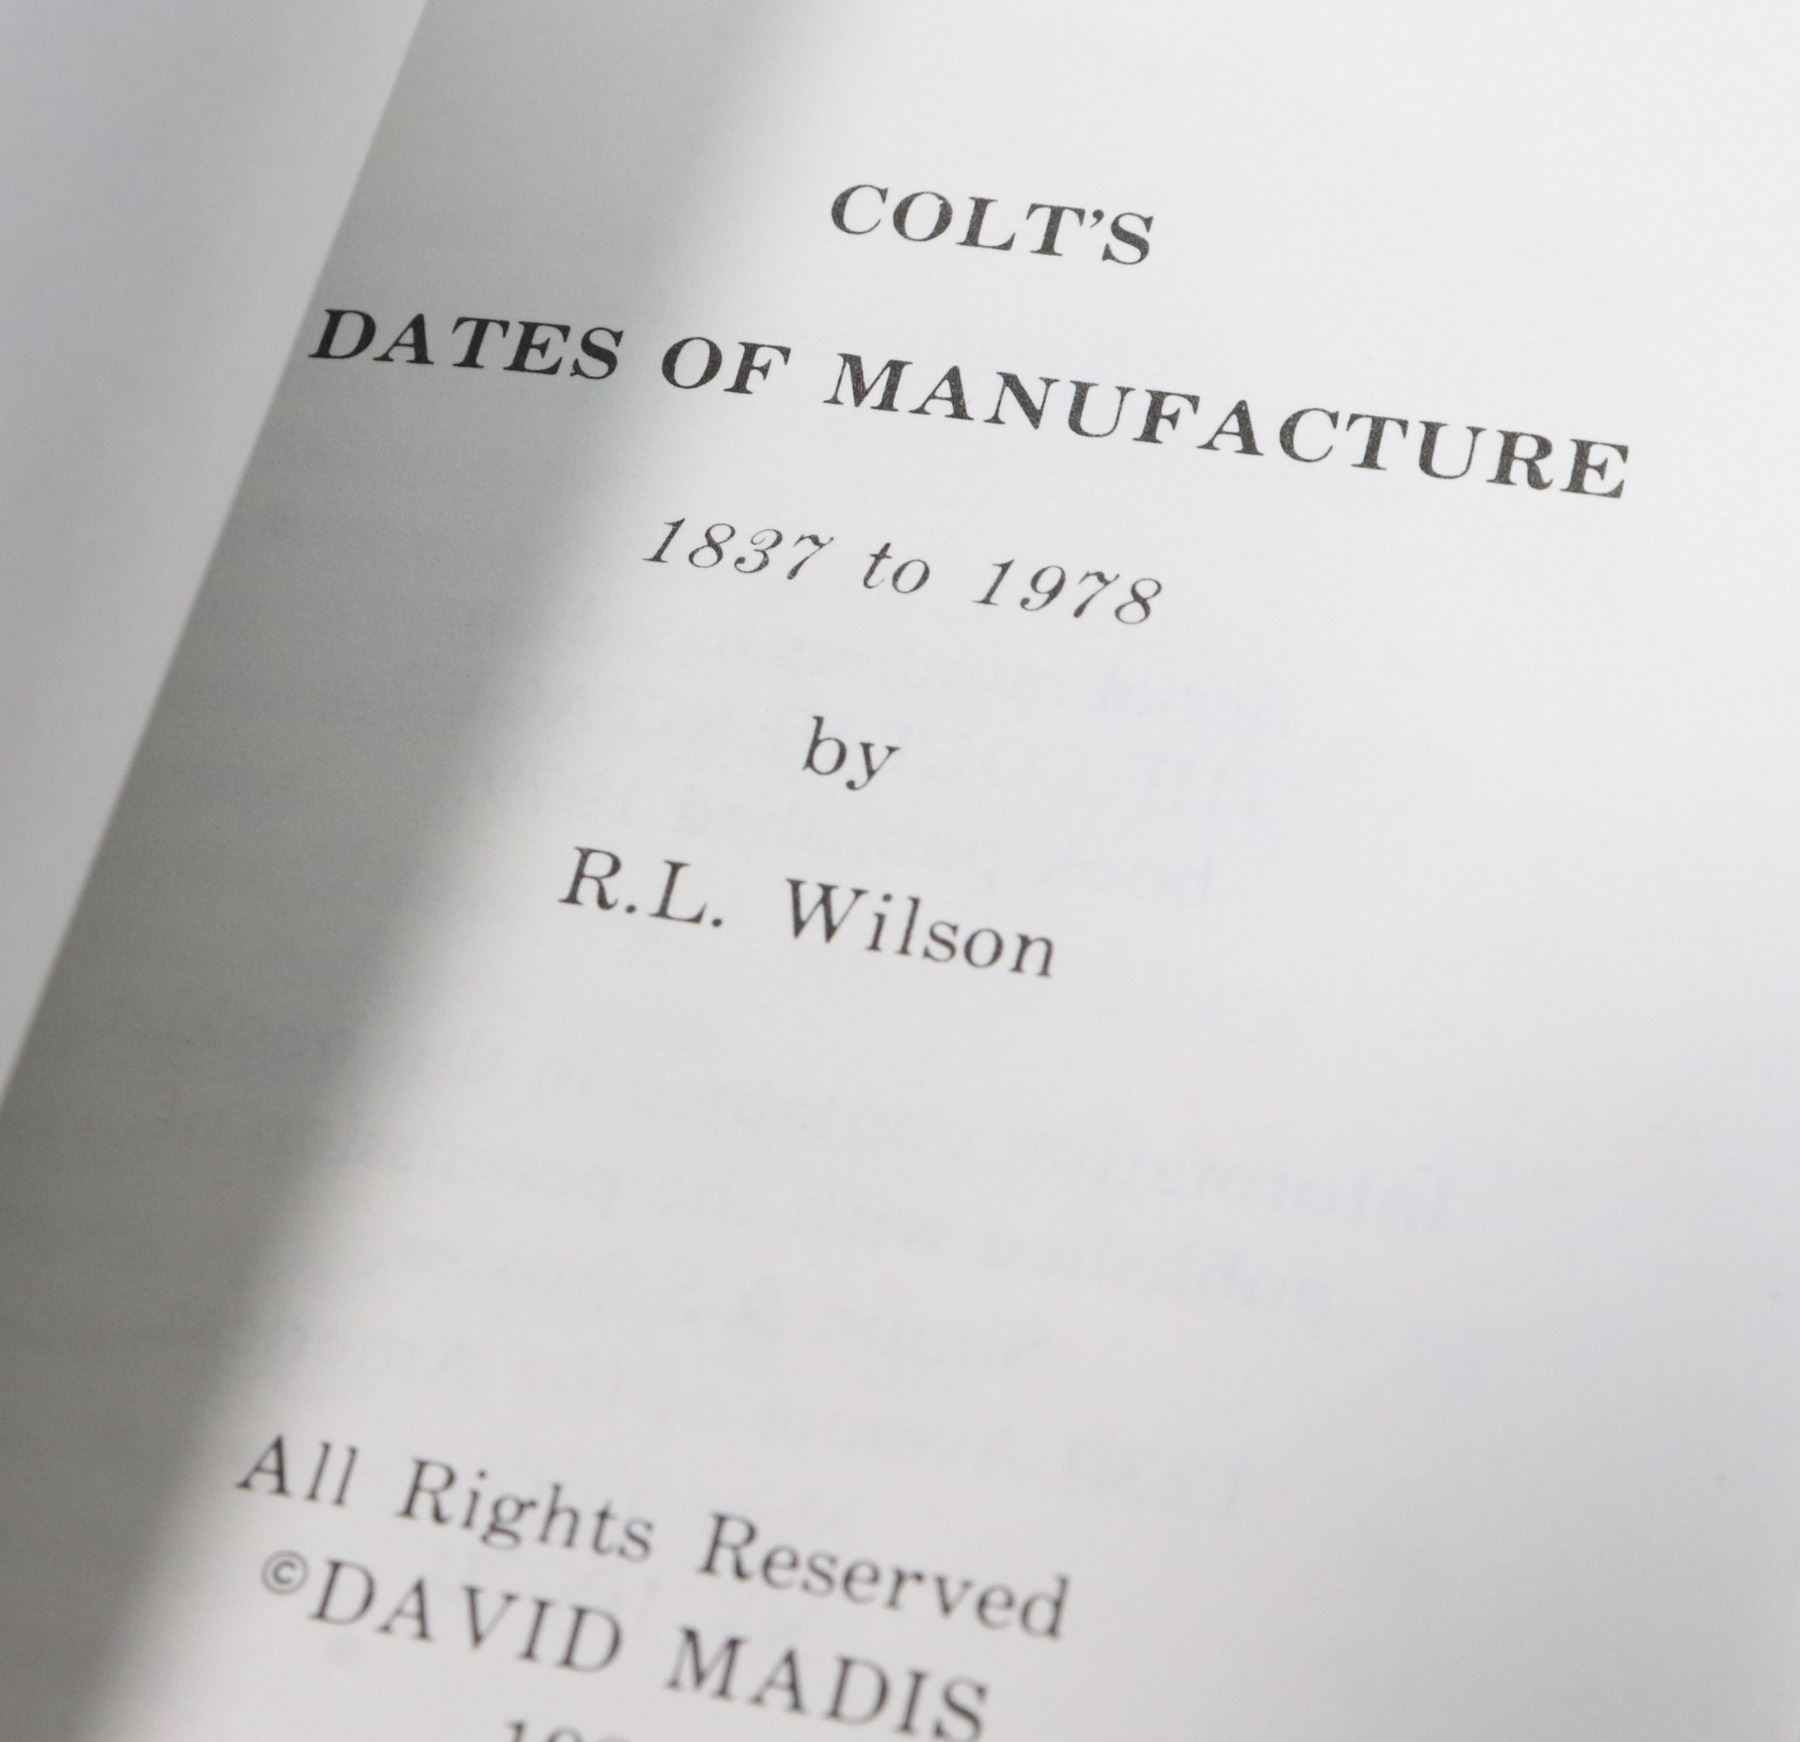 COLT'S
DATES OF MANUFACTURE
1837 to 1978
by
R.L. Wilson
All Rights Reserved
©DAVID MADIS